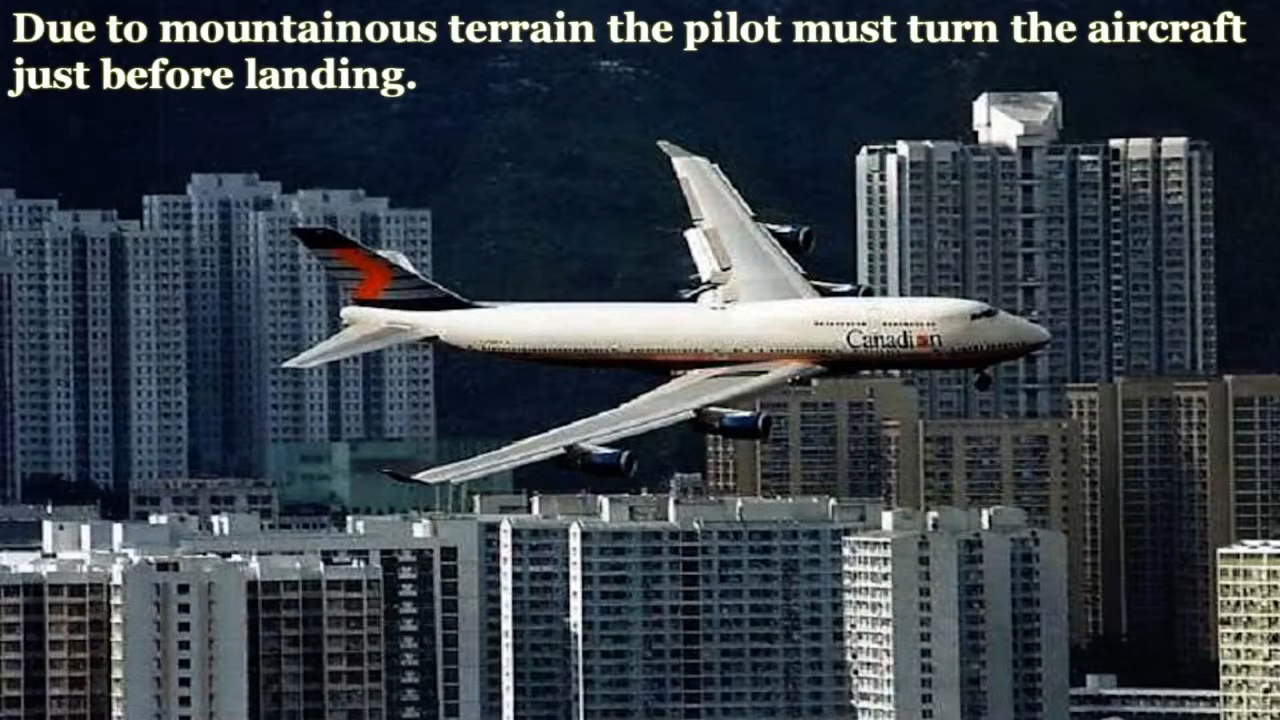 Due to mountainous terrain the pilot must turn the aircraft
just before landing.
Canadian